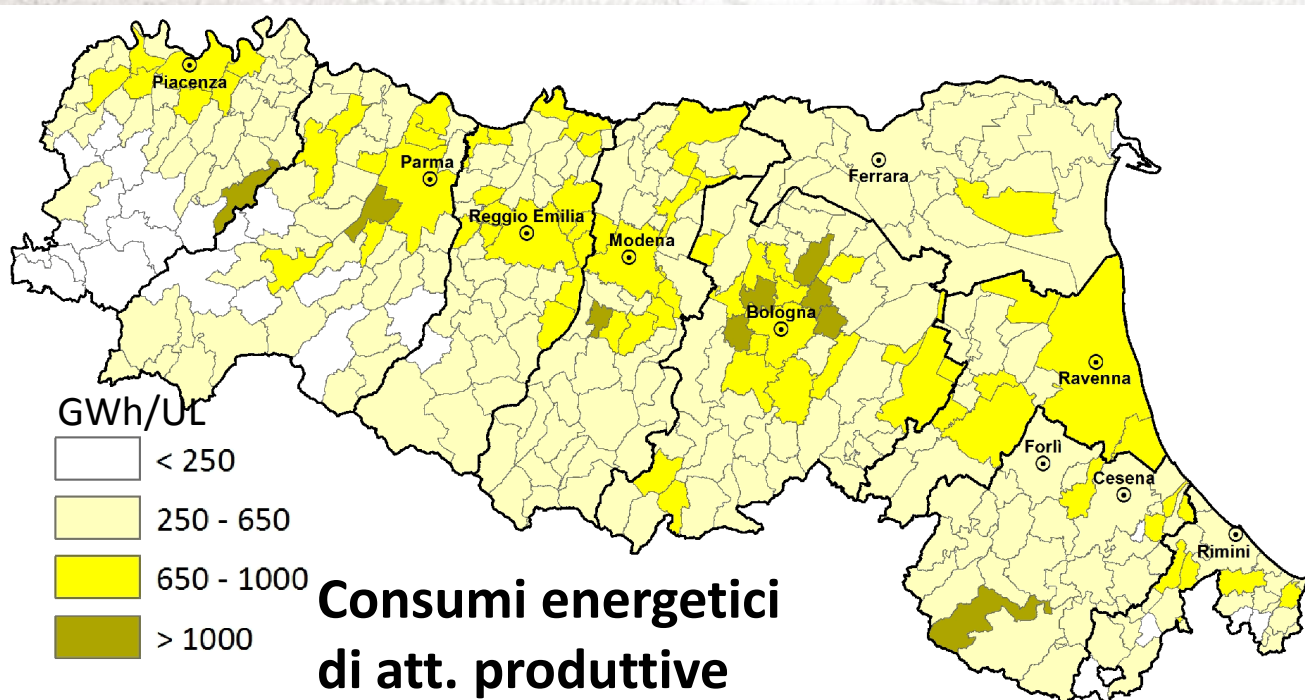 Piacenza
Parma
Reggio Emilia
Modena
Ferrara
Bologna
Ravenna
Forlì
Cesena
Rimini
GWh/UL
< 250
250 - 650
650 - 1000
> 1000
Consumi energetici
di att. produttive